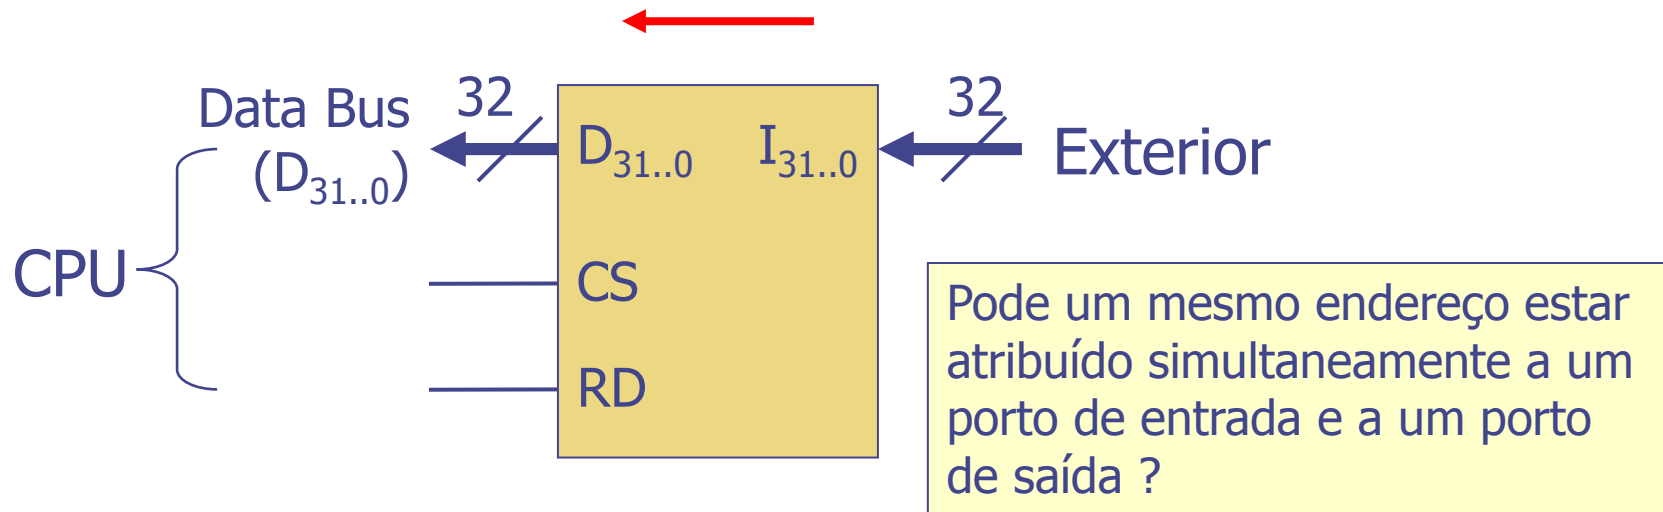 Data Bus
(D31..0)
32
D31..0
I31..0
32
Exterior
CPU
CS
RD
Pode um mesmo endereço estar
atribuído simultaneamente a um
porto de entrada e a um porto
de saída ?